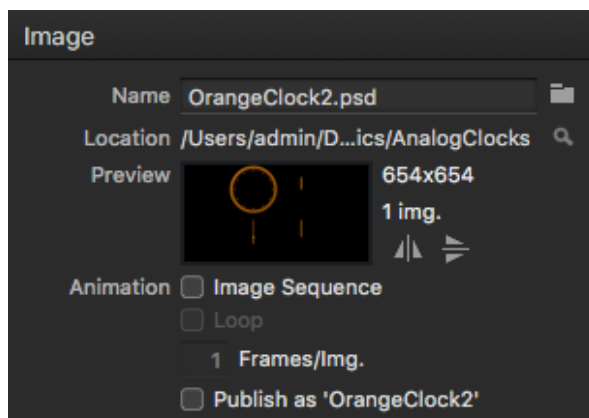 Image
Name OrangeClock2.psd
Location /Users/admin/D...ics/AnalogClocks
Preview 654x654
1 img.
Animation Image Sequence
Loop
1 Frames/Img.
Publish as 'OrangeClock2'